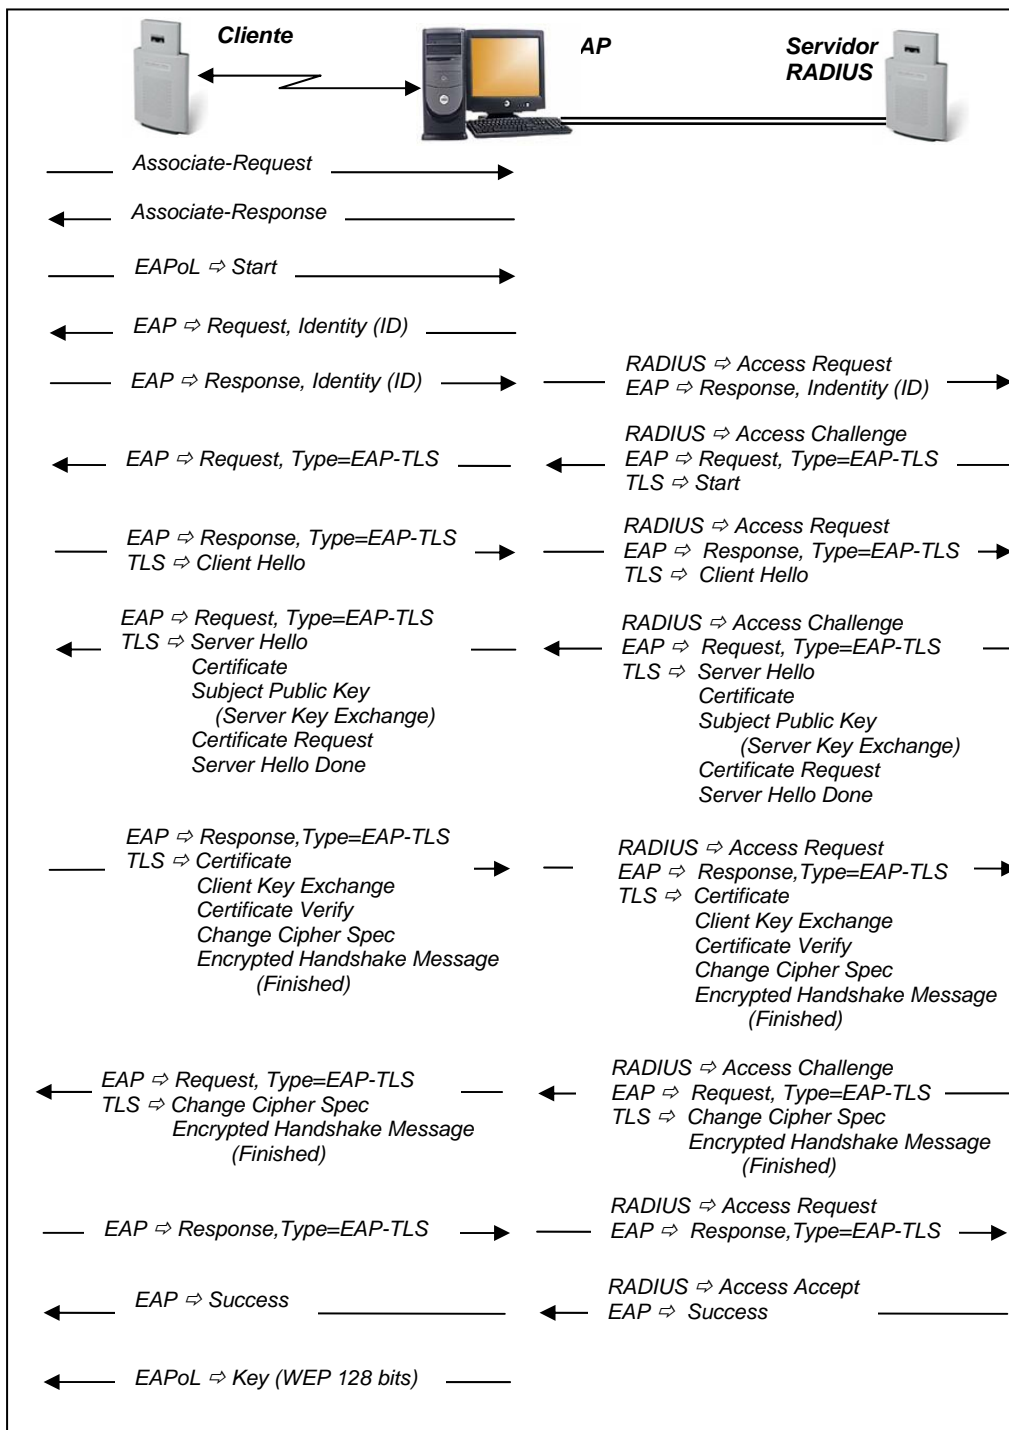 Cliente
AP
Servidor
RADIUS
Associate-Request
Associate-Response
EAPoL ⇨ Start
EAP ⇨ Request, Identity (ID)
EAP ⇨ Response, Identity (ID)
RADIUS ⇨ Access Request
EAP ⇨ Response, Indentity (ID)
EAP ⇨ Request, Type=EAP-TLS
RADIUS ⇨ Access Challenge
EAP ⇨ Request, Type=EAP-TLS
TLS ⇨ Start
EAP ⇨ Response, Type=EAP-TLS
TLS ⇨ Client Hello
RADIUS ⇨ Access Request
EAP ⇨ Response, Type=EAP-TLS
TLS ⇨ Client Hello
EAP ⇨ Request, Type=EAP-TLS
TLS ⇨ Server Hello
Certificate
Subject Public Key
(Server Key Exchange)
Certificate Request
Server Hello Done
RADIUS ⇨ Access Challenge
EAP ⇨ Request, Type=EAP-TLS
TLS ⇨ Server Hello
Certificate
Subject Public Key
(Server Key Exchange)
Certificate Request
Server Hello Done
EAP ⇨ Response,Type=EAP-TLS
TLS ⇨ Certificate
Client Key Exchange
Certificate Verify
Change Cipher Spec
Encrypted Handshake Message
(Finished)
RADIUS ⇨ Access Request
EAP ⇨ Response,Type=EAP-TLS
TLS ⇨ Certificate
Client Key Exchange
Certificate Verify
Change Cipher Spec
Encrypted Handshake Message
(Finished)
EAP ⇨ Request, Type=EAP-TLS
TLS ⇨ Change Cipher Spec
Encrypted Handshake Message
(Finished)
RADIUS ⇨ Access Challenge
EAP ⇨ Request, Type=EAP-TLS
TLS ⇨ Change Cipher Spec
Encrypted Handshake Message
(Finished)
EAP ⇨ Response,Type=EAP-TLS
RADIUS ⇨ Access Request
EAP ⇨ Response,Type=EAP-TLS
EAP ⇨ Success
RADIUS ⇨ Access Accept
EAP ⇨ Success
EAPoL ⇨ Key (WEP 128 bits)